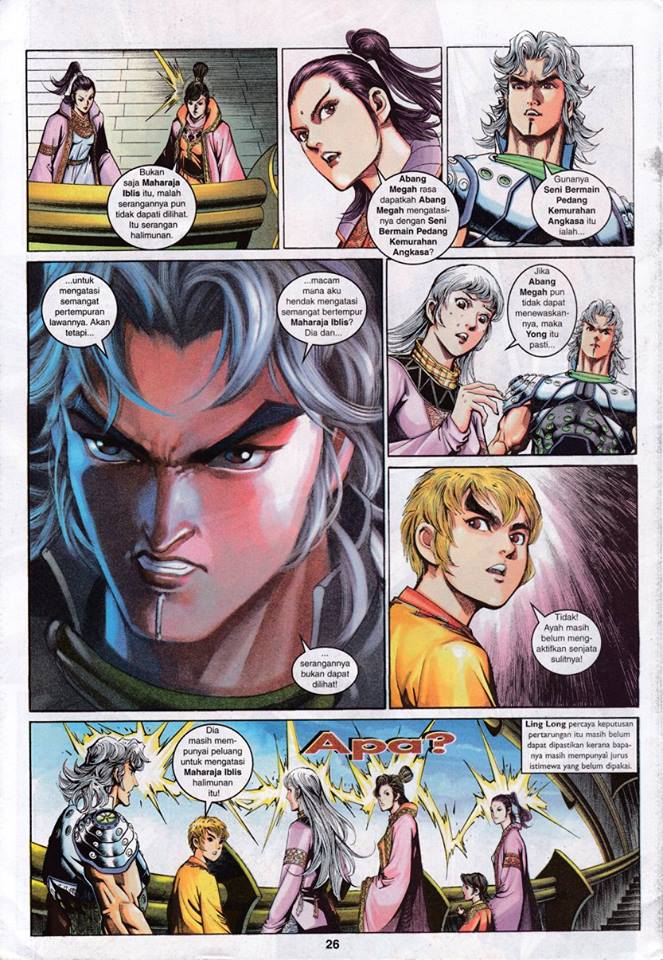 Bukan
saja Maharaja
Iblis itu, malah
serangannya pun
tidak dapati dilihat.
Itu serangan
halimunan.
Abang
Megah rasa
dapatkah Abang
Megah mengatasi-
nya dengan Seni
Bermain Pedang
Kemurahan
Angkasa?
Gunanya
Seni Bermain
Pedang
Kemurahan
Angkasa itu
ialah...
...untuk
mengatasi
semangat
pertempuran
lawannya. Akan
tetapi...
...macam
mana aku
hendak mengatasi
semangat bertempur
Maharaja Iblis?
Dia dan...
...
serangannya
bukan dapat
dilihat!
Jika
Abang
Megah pun
tidak dapat
menewaskan-
nya, maka
Yong itu
pasti...
Tidak!
Ayah masih
belum meng-
aktifkan senjata
sulitnya!
Dia
masih mem-
punyai peluang
untuk mengatasi
Maharaja Iblis
halimunan
itu!
Apa?
Ling Long percaya keputusan
pertarungan itu masih belum
dapat dipastikan kerana bapa-
nya masih mempunyai jurus
istimewa yang belum dipakai.
26